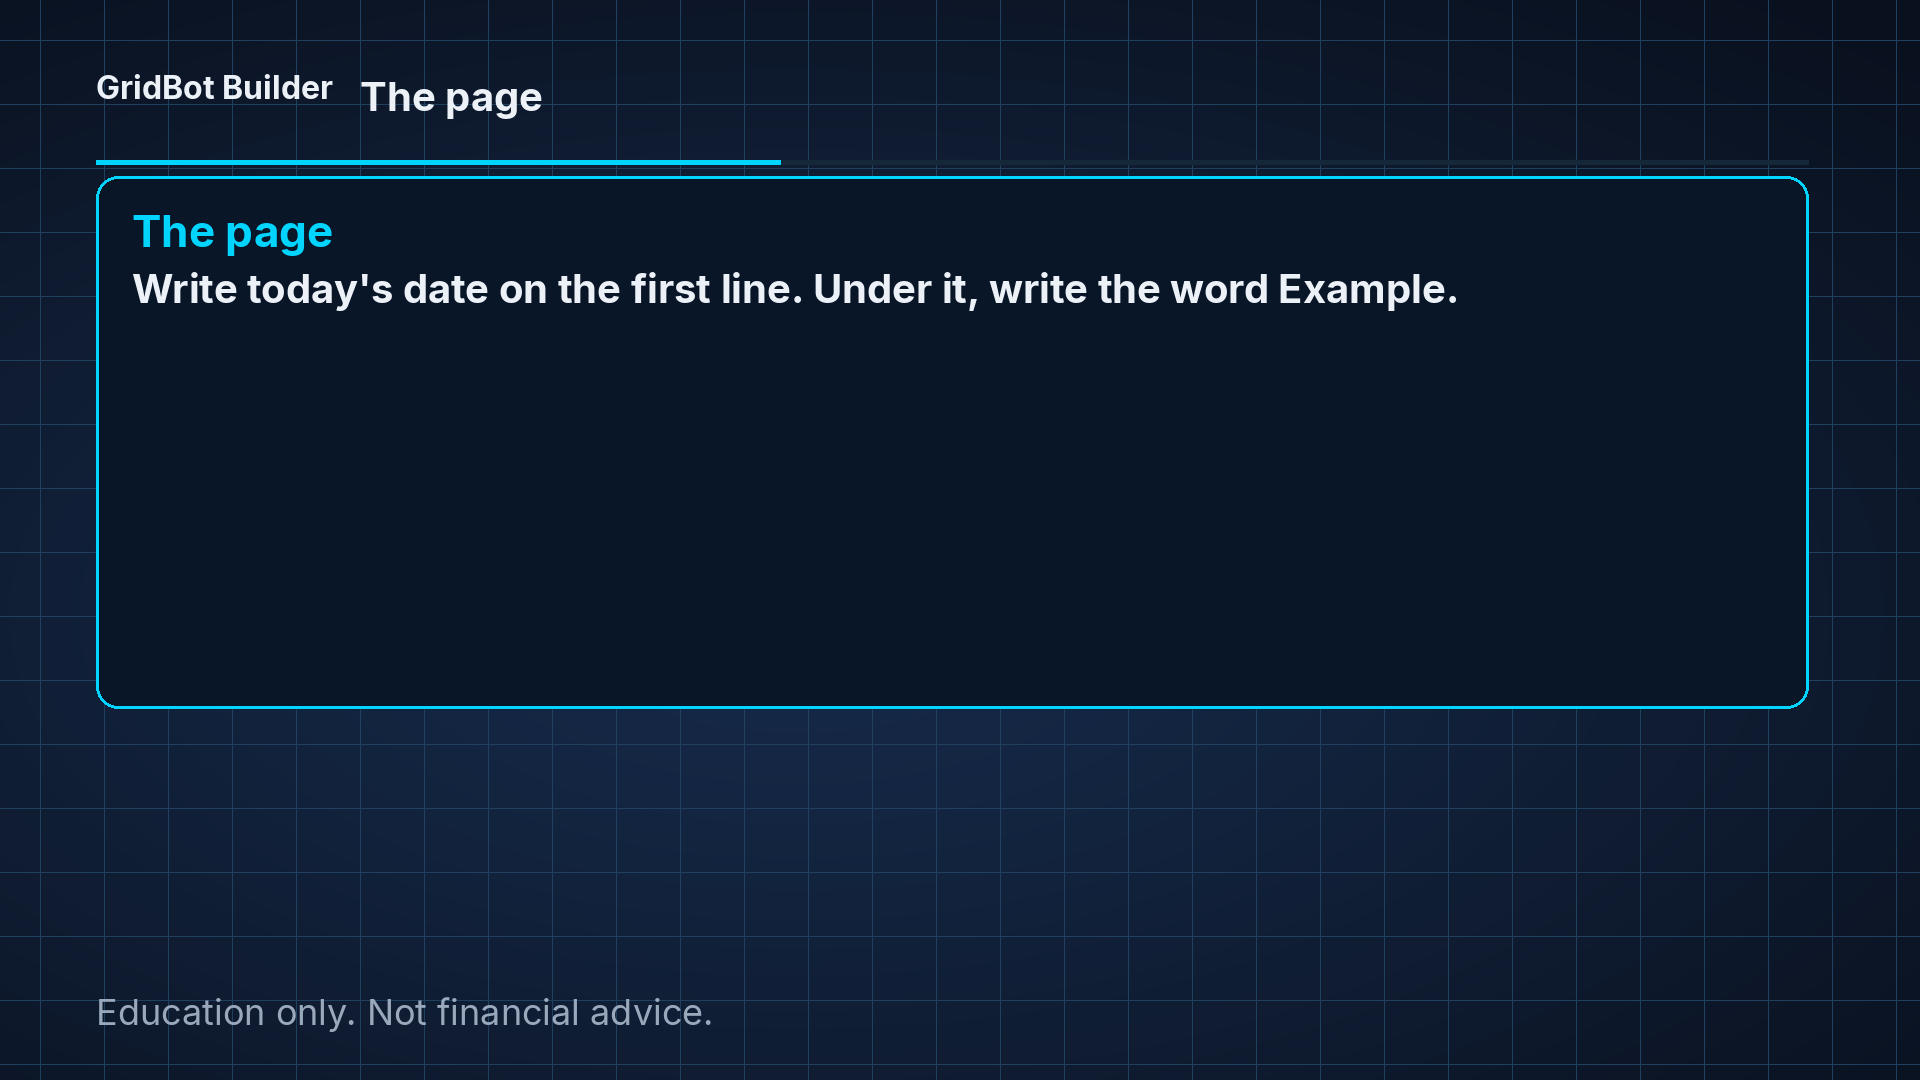 GridBot Builder
The page
The page
Write today's date on the first line. Under it, write the word Example.
Education only. Not financial advice.